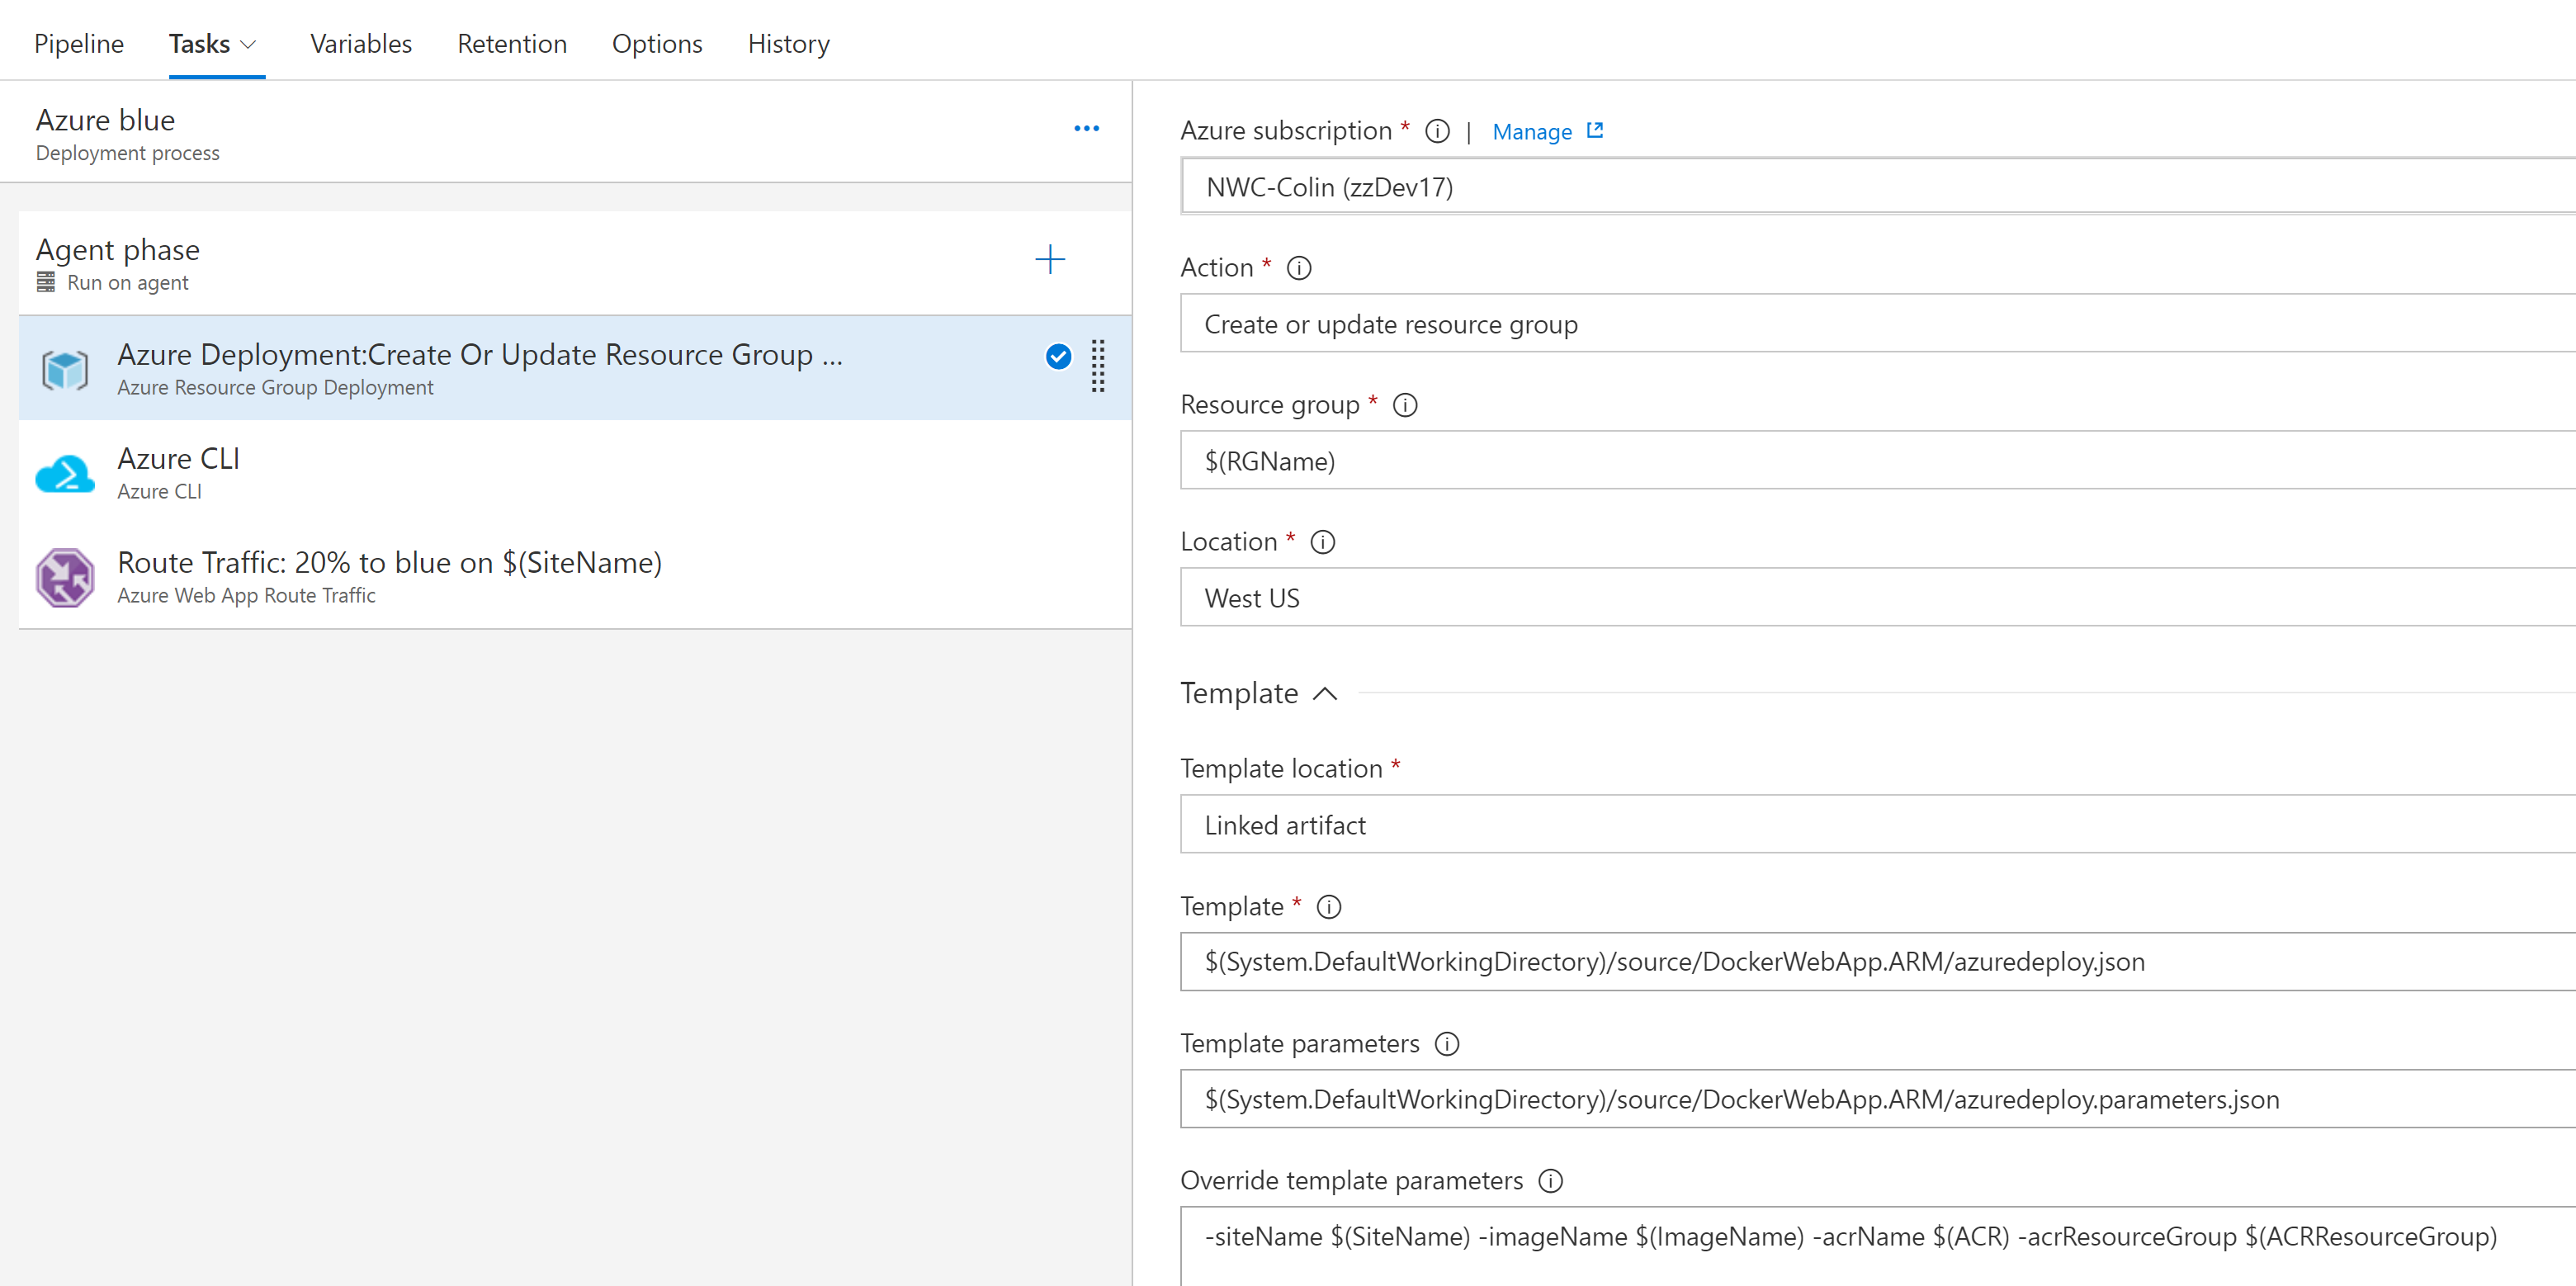 Pipeline Tasks Variables Retention Options History
Azure blue
Deployment process
Agent phase
Run on agent
Azure Deployment:Create Or Update Resource Group ...
Azure Resource Group Deployment
Azure CLI
Azure CLI
Route Traffic: 20% to blue on $(SiteName)
Azure Web App Route Traffic
Azure subscription * | Manage
NWC-Colin (zzDev17)
Action *
Create or update resource group
Resource group *
$(RGName)
Location *
West US
Template
Template location *
Linked artifact
Template *
$(System.DefaultWorkingDirectory)/source/DockerWebApp.ARM/azuredeploy.json
Template parameters
$(System.DefaultWorkingDirectory)/source/DockerWebApp.ARM/azuredeploy.parameters.json
Override template parameters
-siteName $(SiteName) -imageName $(ImageName) -acrName $(ACR) -acrResourceGroup $(ACRResourceGroup)